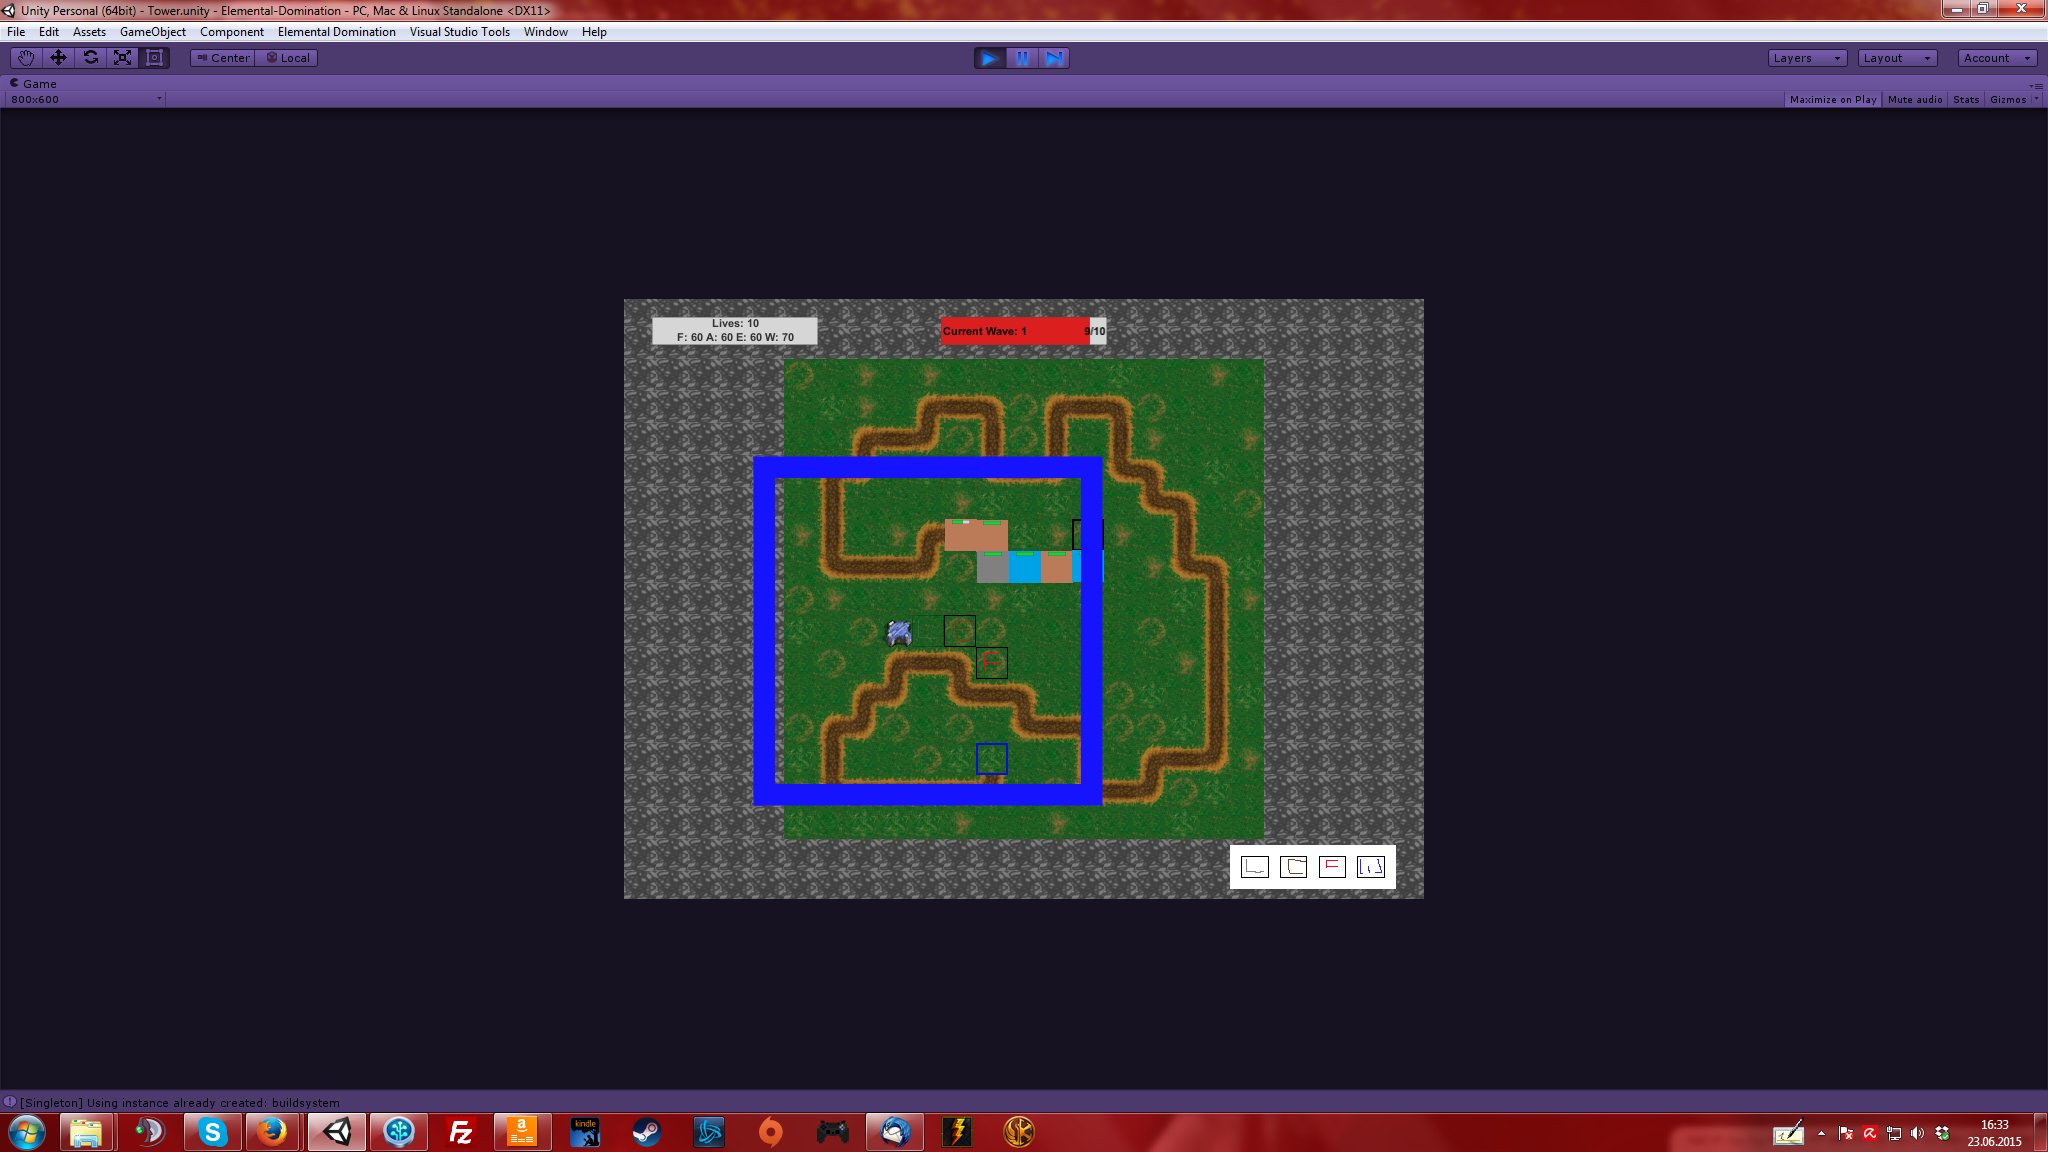 Unity Personal (64bit) - Tower.unity - Elemental-Domination - PC, Mac & Linux Standalone <DX11>
File Edit Assets GameObject Component Elemental Domination Visual Studio Tools Window Help
Center Local Layers Layout Account
Game
800x600 Maximize on Play Mute audio Stats Gizmos
Lives: 10
F: 60 A: 60 E: 60 W: 70
Current Wave: 1 9/10
[Singleton] Using instance already created: buildsystem
amazon
kindle
16:33
23.06.2015